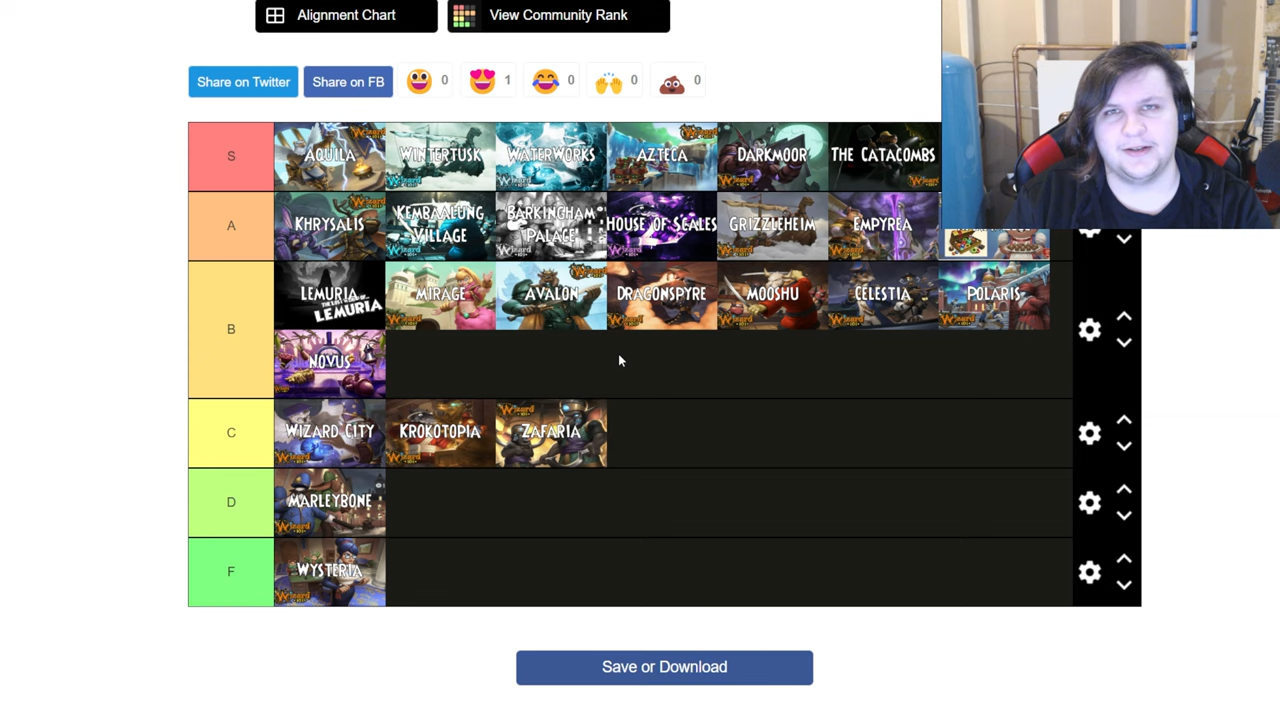 Alignment Chart
View Community Rank
Share on Twitter
Share on FB
0
1
0
0
0
S
AQUILA
WINTERTUSK
WATERWORKS
AZTECA
DARKMOOR
THE CATACOMBS
A
KHRYSALIS
KEMBAALUNG
VILLAGE
BARKINGHAM
PALACE
HOUSE OF SCALES
GRIZZLEHEIM
EMPYREA
B
LEMURIA
LEMURIA
MIRAGE
AVALON
DRAGONSPYRE
MOOSHU
CELESTIA
POLARIS
NOVUS
C
WIZARD CITY
KROKOTOPIA
ZAFARIA
D
MARLEYBONE
F
WYSTERIA
Save or Download